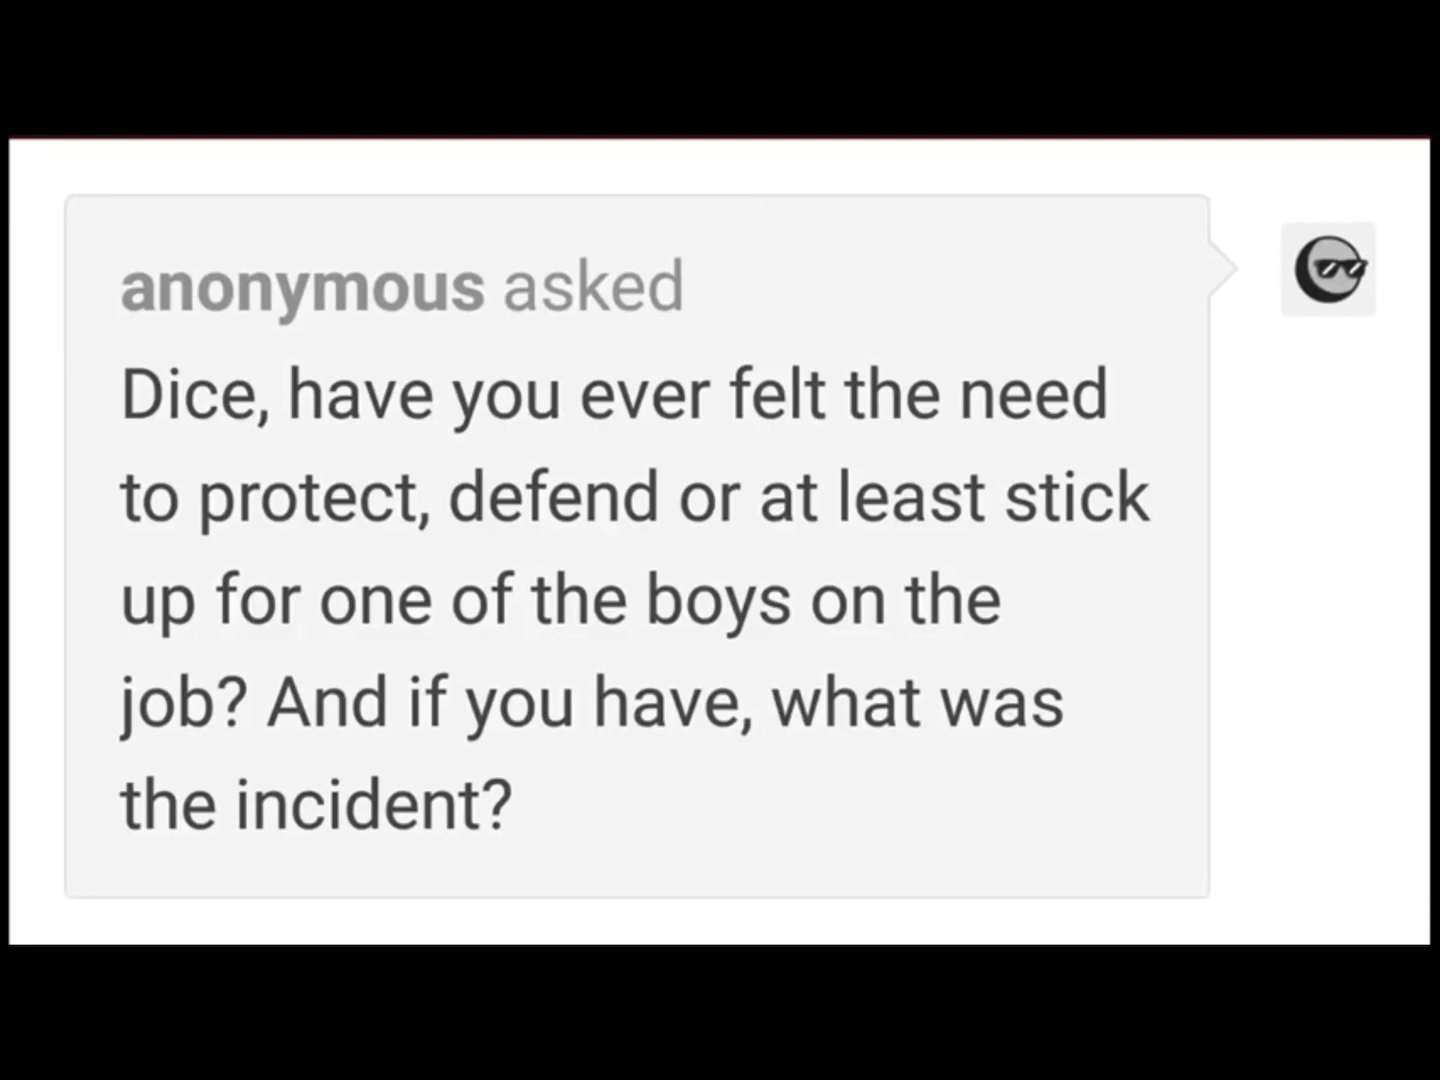 anonymous asked
Dice, have you ever felt the need
to protect, defend or at least stick
up for one of the boys on the
job? And if you have, what was
the incident?